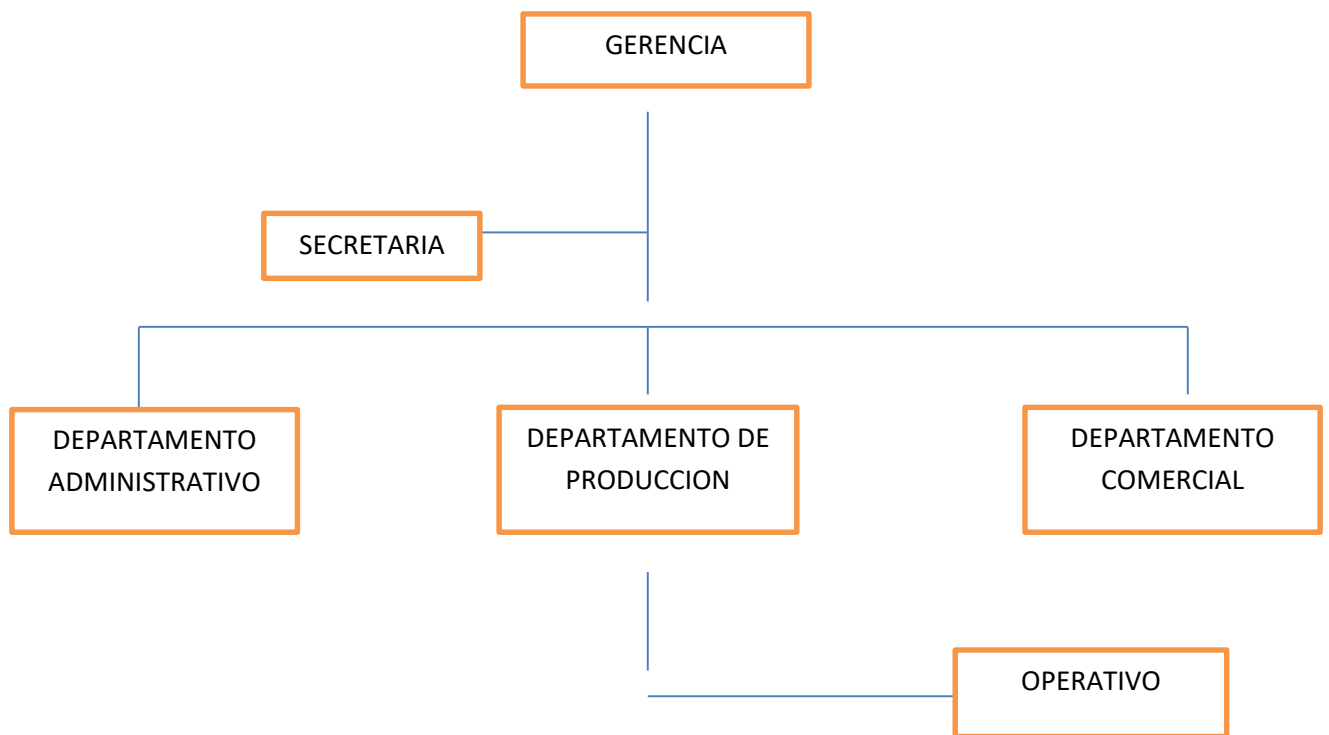 GERENCIA
SECRETARIA
DEPARTAMENTO
ADMINISTRATIVO
DEPARTAMENTO DE
PRODUCCION
DEPARTAMENTO
COMERCIAL
OPERATIVO